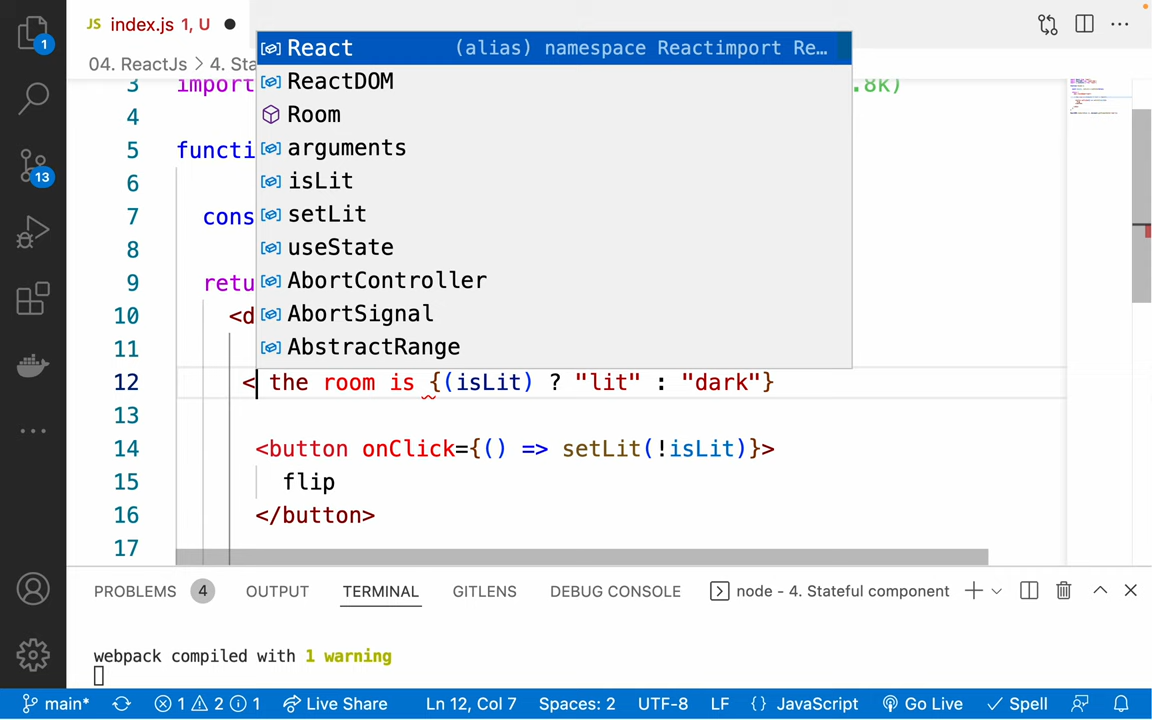 1
13
JS index.js 1, U
04. ReactJs > 4. Sta
React (alias) namespace Reactimport Re…
ReactDOM
Room
arguments
isLit
setLit
useState
AbortController
AbortSignal
AbstractRange
3 import .8K)
4
5 functi
6
7 cons
8
9 retu
10 <d
11
12 < the room is {(isLit) ? "lit" : "dark"}
13
14 <button onClick={() => setLit(!isLit)}>
15 flip
16 </button>
17
PROBLEMS 4 OUTPUT TERMINAL GITLENS DEBUG CONSOLE node - 4. Stateful component
webpack compiled with 1 warning
main* 1 2 1 Live Share Ln 12, Col 7 Spaces: 2 UTF-8 LF {} JavaScript Go Live Spell